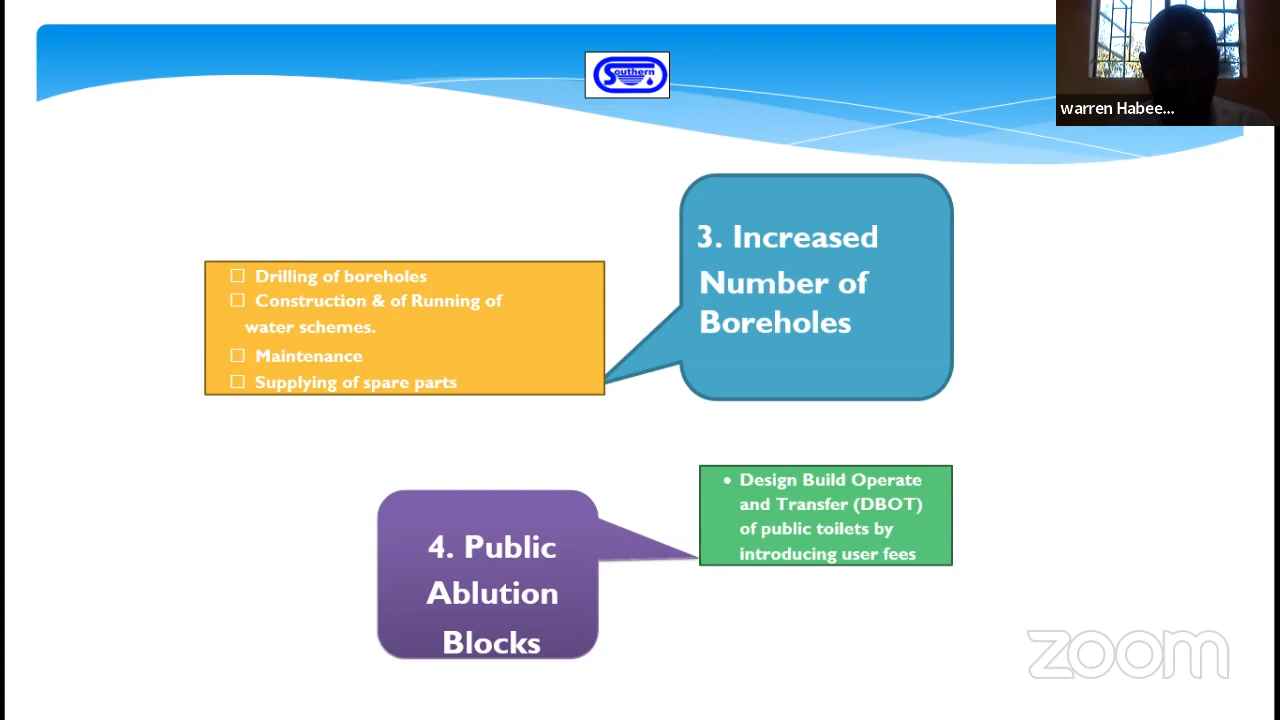 Southern
warren Habee...
3. Increased
Number of
Boreholes
Drilling of boreholes
Construction & of Running of
water schemes.
Maintenance
Supplying of spare parts
• Design Build Operate
and Transfer (DBOT)
of public toilets by
introducing user fees
4. Public
Ablution
Blocks
zoom